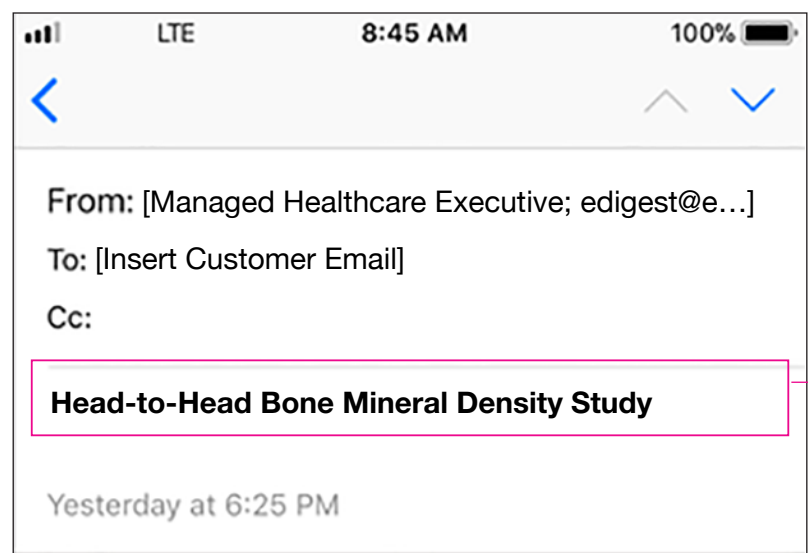 LTE 8:45 AM 100%
From: [Managed Healthcare Executive; edigest@e…]
To: [Insert Customer Email]
Cc:
Head-to-Head Bone Mineral Density Study
Yesterday at 6:25 PM